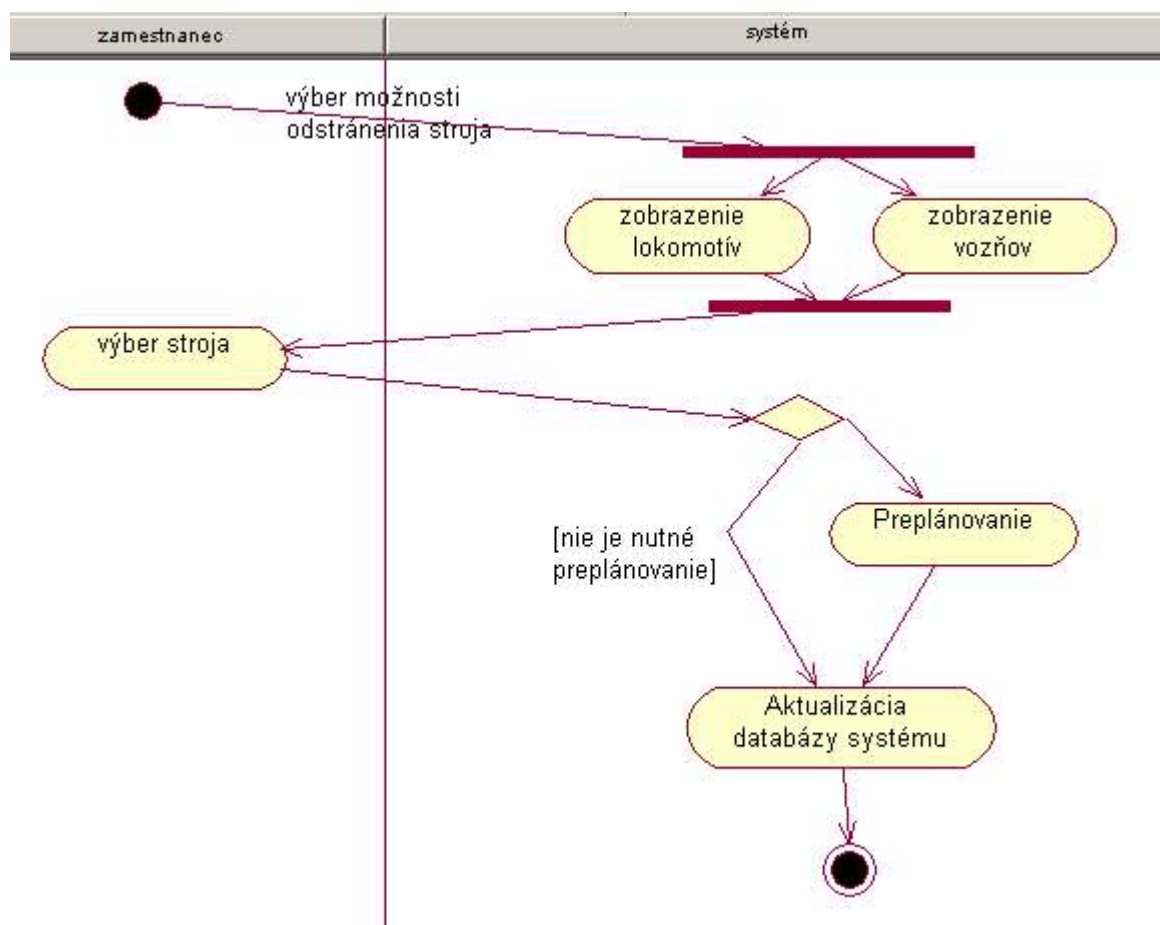 zamestnanec
systém
výber možnosti
odstránenia stroja
zobrazenie
lokomotív
zobrazenie
vozňov
výber stroja
[nie je nutné
preplánovanie]
Preplánovanie
Aktualizácia
databázy systému